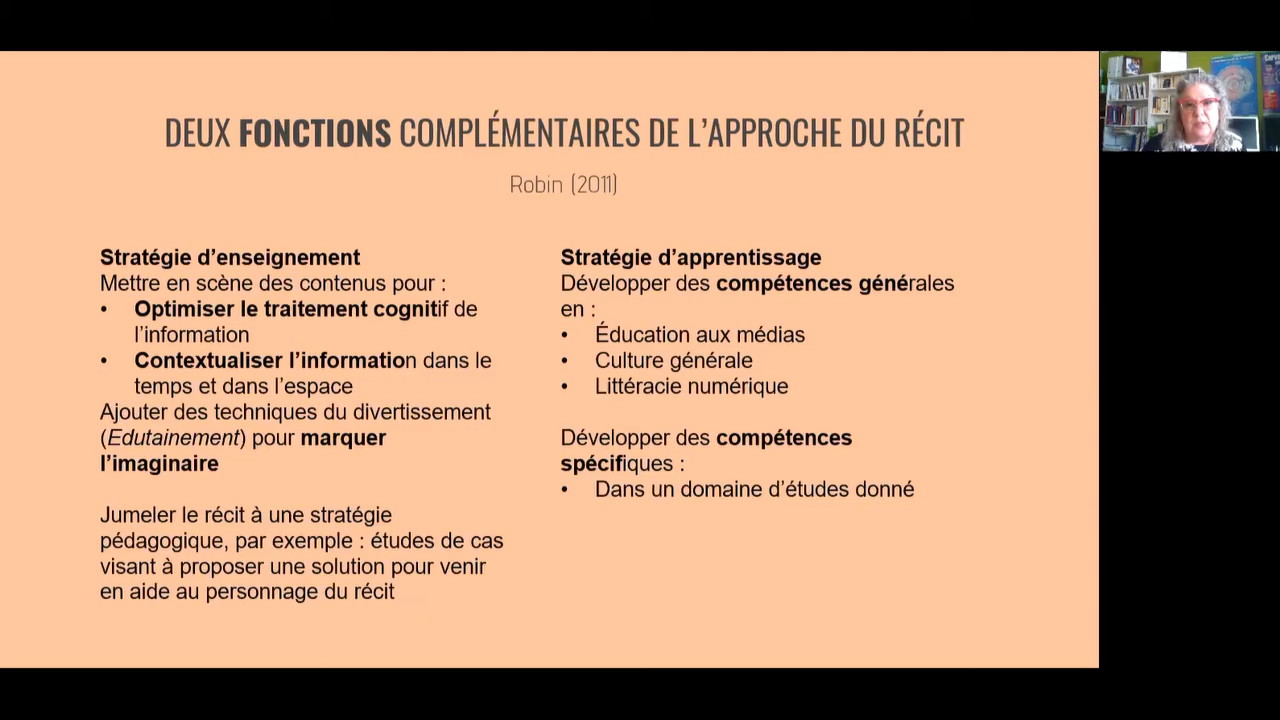 DEUX FONCTIONS COMPLÉMENTAIRES DE L'APPROCHE DU RÉCIT
Robin (2011)
Stratégie d'enseignement
Mettre en scène des contenus pour :
• Optimiser le traitement cognitif de
l'information
• Contextualiser l'information dans le
temps et dans l'espace
Ajouter des techniques du divertissement
(Edutainement) pour marquer
l'imaginaire
Jumeler le récit à une stratégie
pédagogique, par exemple : études de cas
visant à proposer une solution pour venir
en aide au personnage du récit
Stratégie d'apprentissage
Développer des compétences générales
en :
• Éducation aux médias
• Culture générale
• Littéracie numérique
Développer des compétences
spécifiques :
• Dans un domaine d'études donné